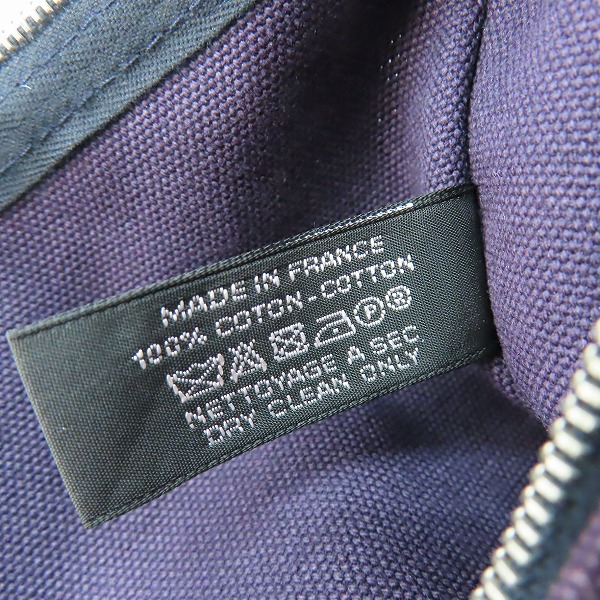 MADE IN FRANCE
100% COTON - COTTON
P ®
NETTOYAGE A SEC
DRY CLEAN ONLY